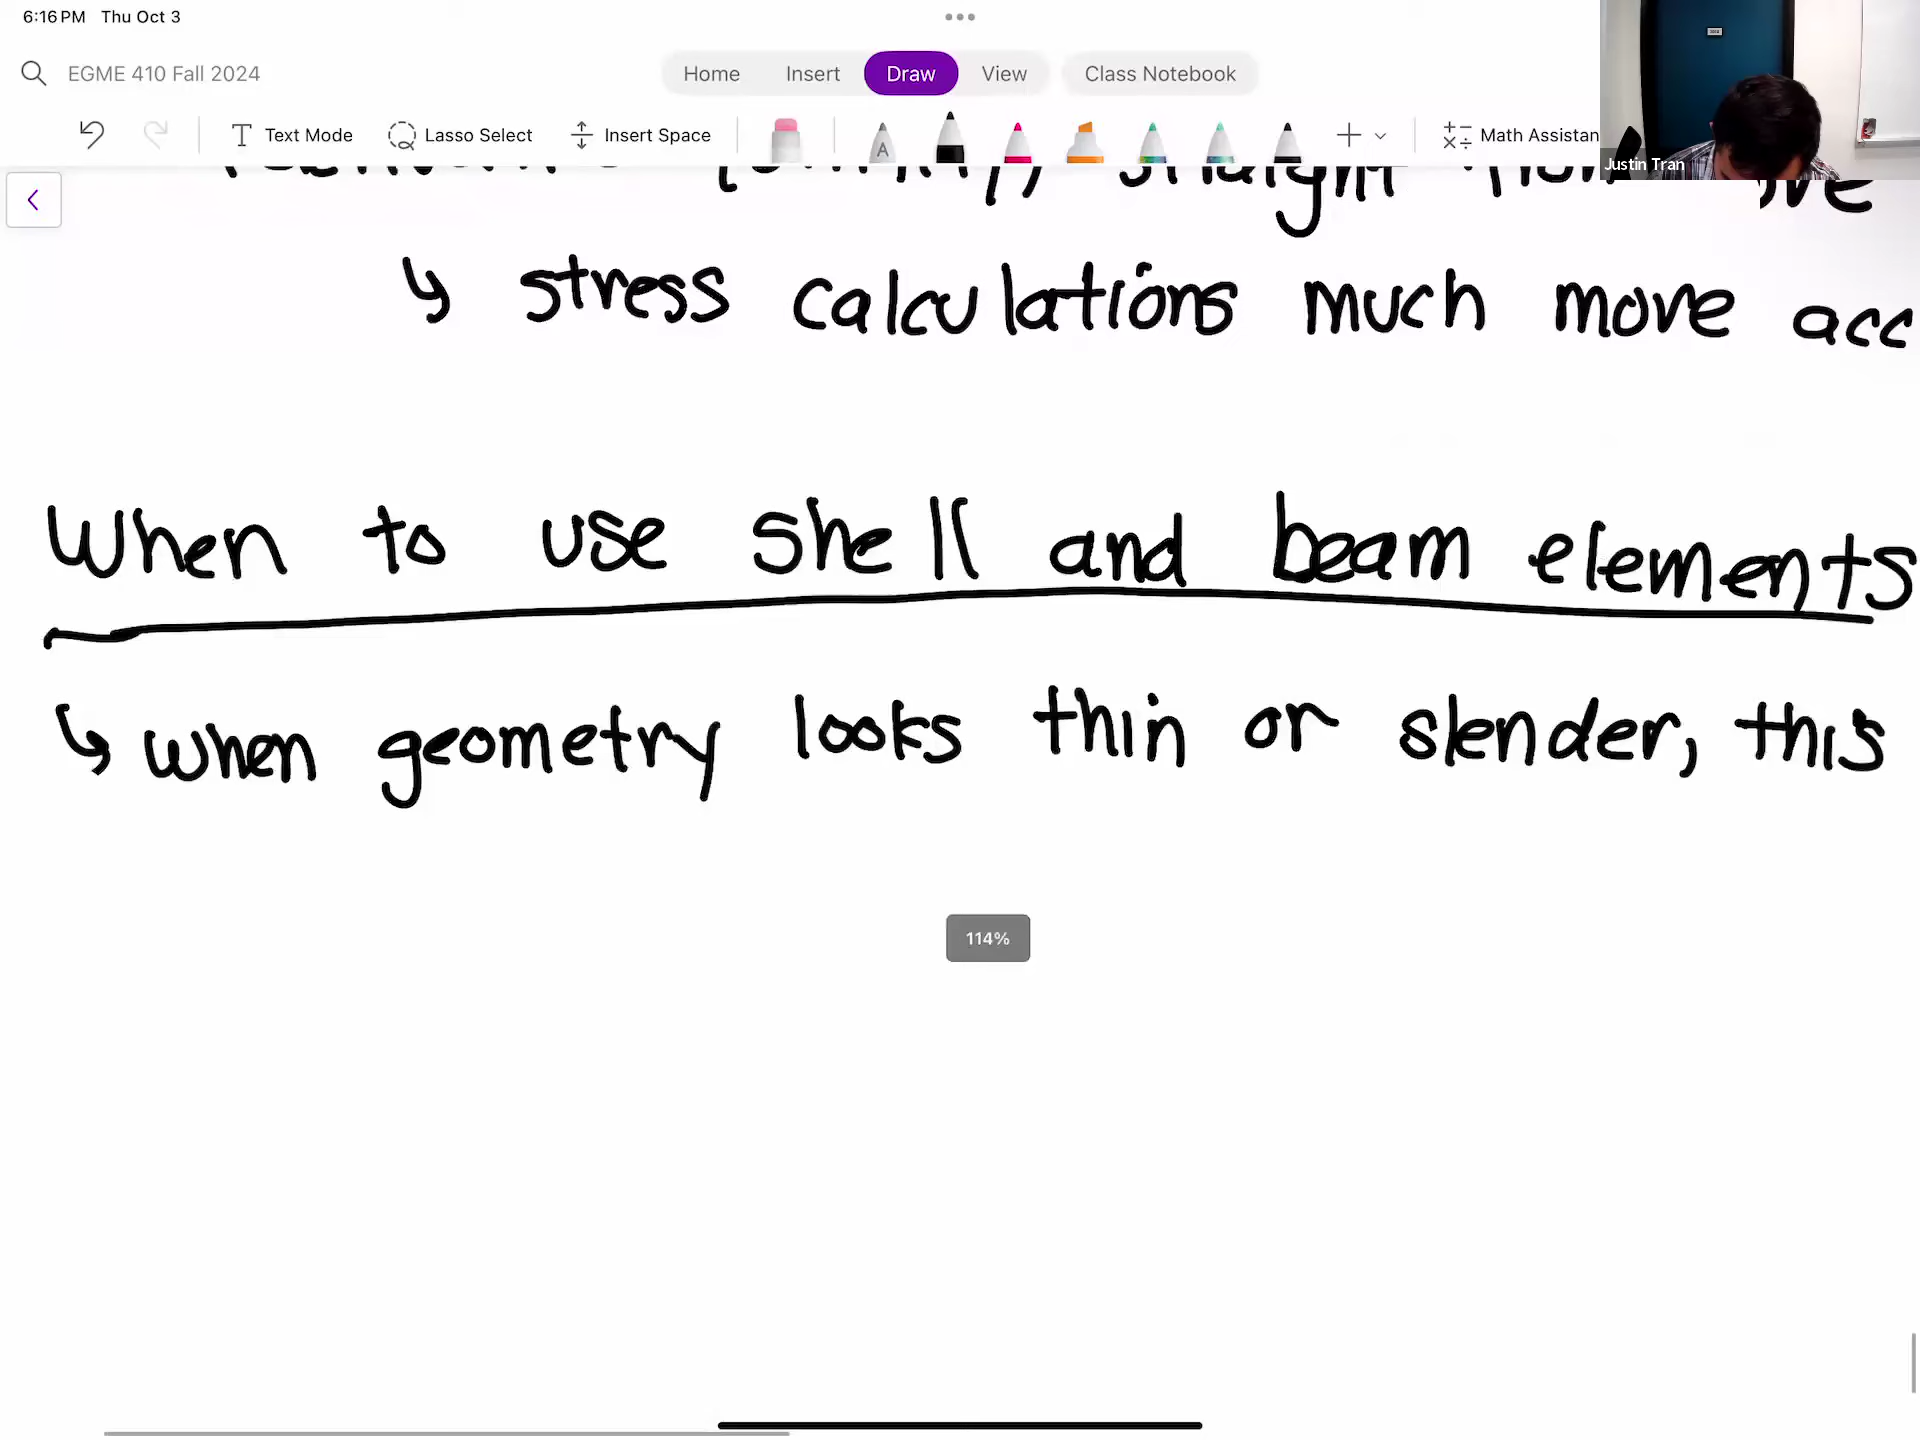 6:16 PM Thu Oct 3
EGME 410 Fall 2024
Home Insert Draw View Class Notebook
Text Mode Lasso Select Insert Space A Math Assistan
Justin Tran
straight
↳ stress calculations much more acc
When to use shell and beam elements
↳ when geometry looks thin or slender, this
114%